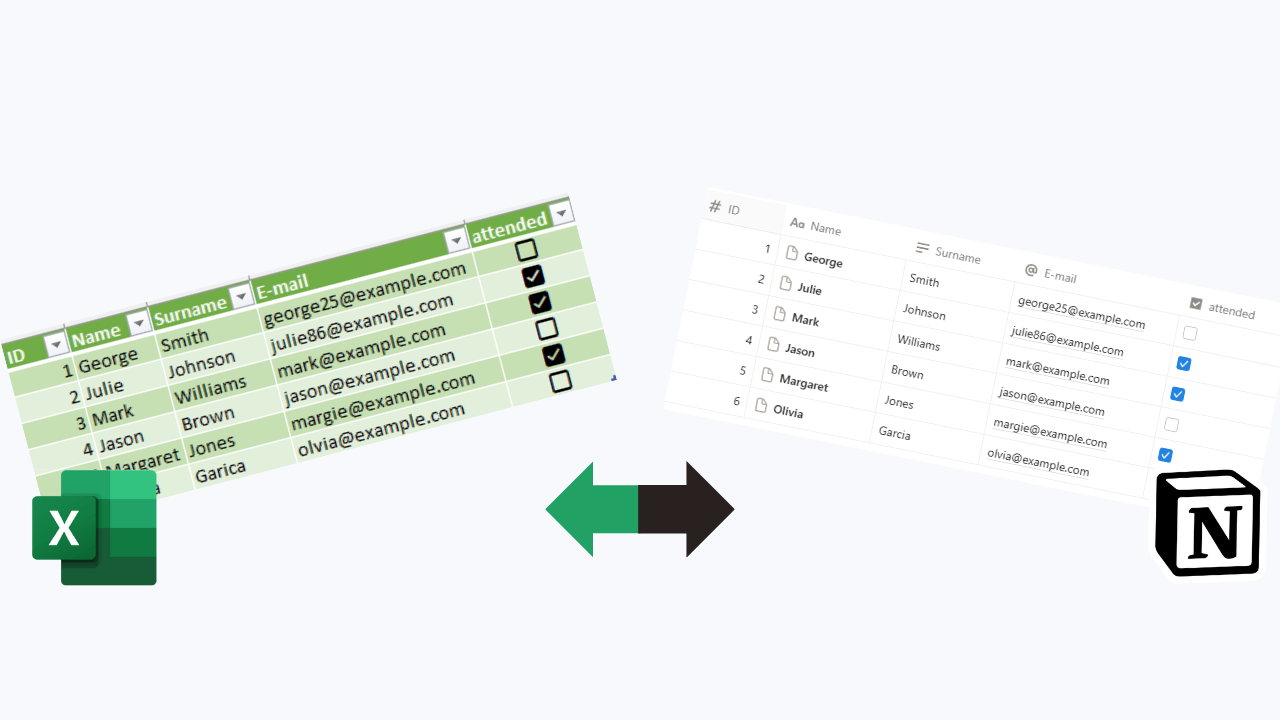 ID Name Surname E-mail attended
1 George Smith george25@example.com
2 Julie Johnson julie86@example.com
3 Mark Williams mark@example.com
4 Jason Brown jason@example.com
Margaret Jones margie@example.com
a Garica olvia@example.com
X
# ID Aa Name Surname @ E-mail attended
1 George Smith george25@example.com
2 Julie Johnson julie86@example.com
3 Mark Williams mark@example.com
4 Jason Brown jason@example.com
5 Margaret Jones margie@example.com
6 Olivia Garcia olvia@example.com
N